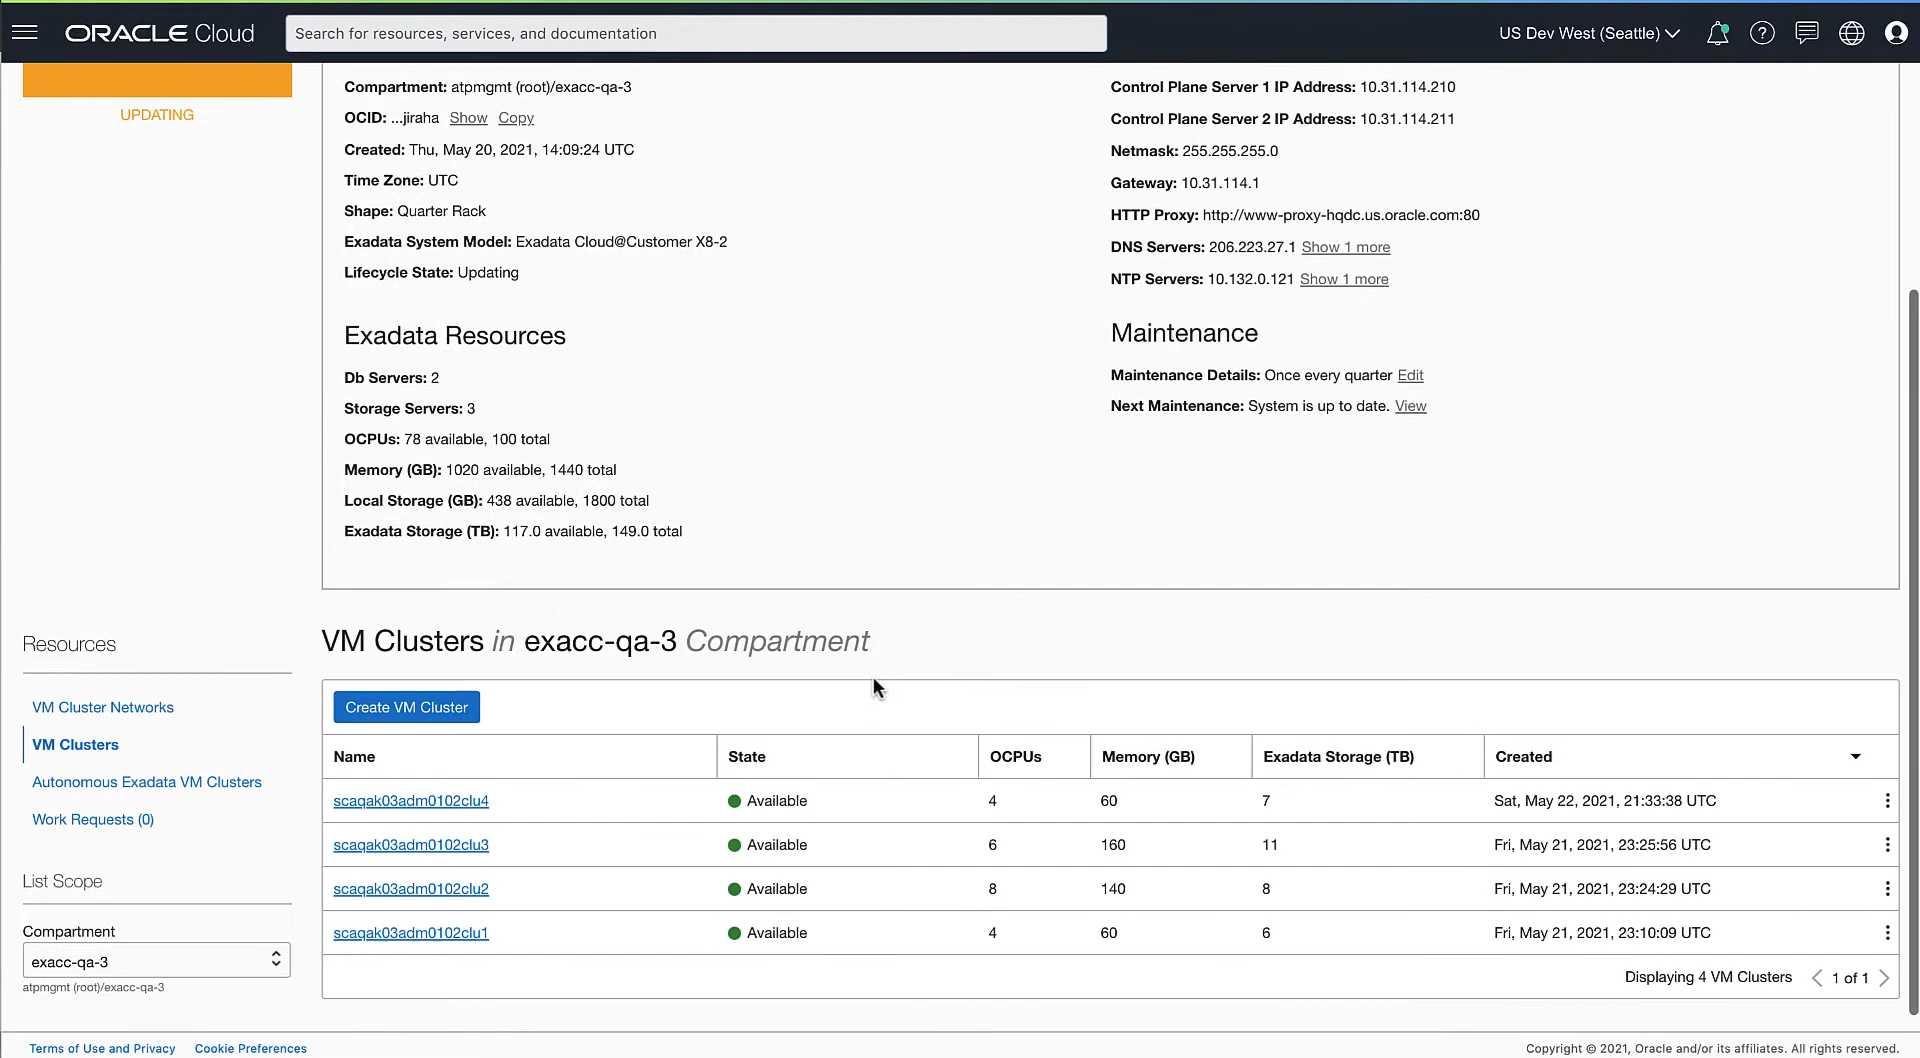 ORACLE Cloud
Search for resources, services, and documentation
US Dev West (Seattle)
UPDATING
Compartment: atpmgmt (root)/exacc-qa-3
OCID: ...jiraha Show Copy
Created: Thu, May 20, 2021, 14:09:24 UTC
Time Zone: UTC
Shape: Quarter Rack
Exadata System Model: Exadata Cloud@Customer X8-2
Lifecycle State: Updating
Control Plane Server 1 IP Address: 10.31.114.210
Control Plane Server 2 IP Address: 10.31.114.211
Netmask: 255.255.255.0
Gateway: 10.31.114.1
HTTP Proxy: http://www-proxy-hqdc.us.oracle.com:80
DNS Servers: 206.223.27.1 Show 1 more
NTP Servers: 10.132.0.121 Show 1 more
Exadata Resources
Db Servers: 2
Storage Servers: 3
OCPUs: 78 available, 100 total
Memory (GB): 1020 available, 1440 total
Local Storage (GB): 438 available, 1800 total
Exadata Storage (TB): 117.0 available, 149.0 total
Maintenance
Maintenance Details: Once every quarter Edit
Next Maintenance: System is up to date. View
Resources
VM Cluster Networks
VM Clusters
Autonomous Exadata VM Clusters
Work Requests (0)
List Scope
Compartment
exacc-qa-3
atpmgmt (root)/exacc-qa-3
VM Clusters in exacc-qa-3 Compartment
Create VM Cluster
Name State OCPUs Memory (GB) Exadata Storage (TB) Created
scaqak03adm0102clu4 Available 4 60 7 Sat, May 22, 2021, 21:33:38 UTC
scaqak03adm0102clu3 Available 6 160 11 Fri, May 21, 2021, 23:25:56 UTC
scaqak03adm0102clu2 Available 8 140 8 Fri, May 21, 2021, 23:24:29 UTC
scaqak03adm0102clu1 Available 4 60 6 Fri, May 21, 2021, 23:10:09 UTC
Displaying 4 VM Clusters 1 of 1
Terms of Use and Privacy Cookie Preferences
Copyright © 2021, Oracle and/or its affiliates. All rights reserved.